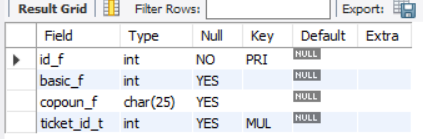 Result Grid Filter Rows: Export:
Field Type Null Key Default Extra
id_f int NO PRI NULL
basic_f int YES NULL
copoun_f char(25) YES NULL
ticket_id_t int YES MUL NULL